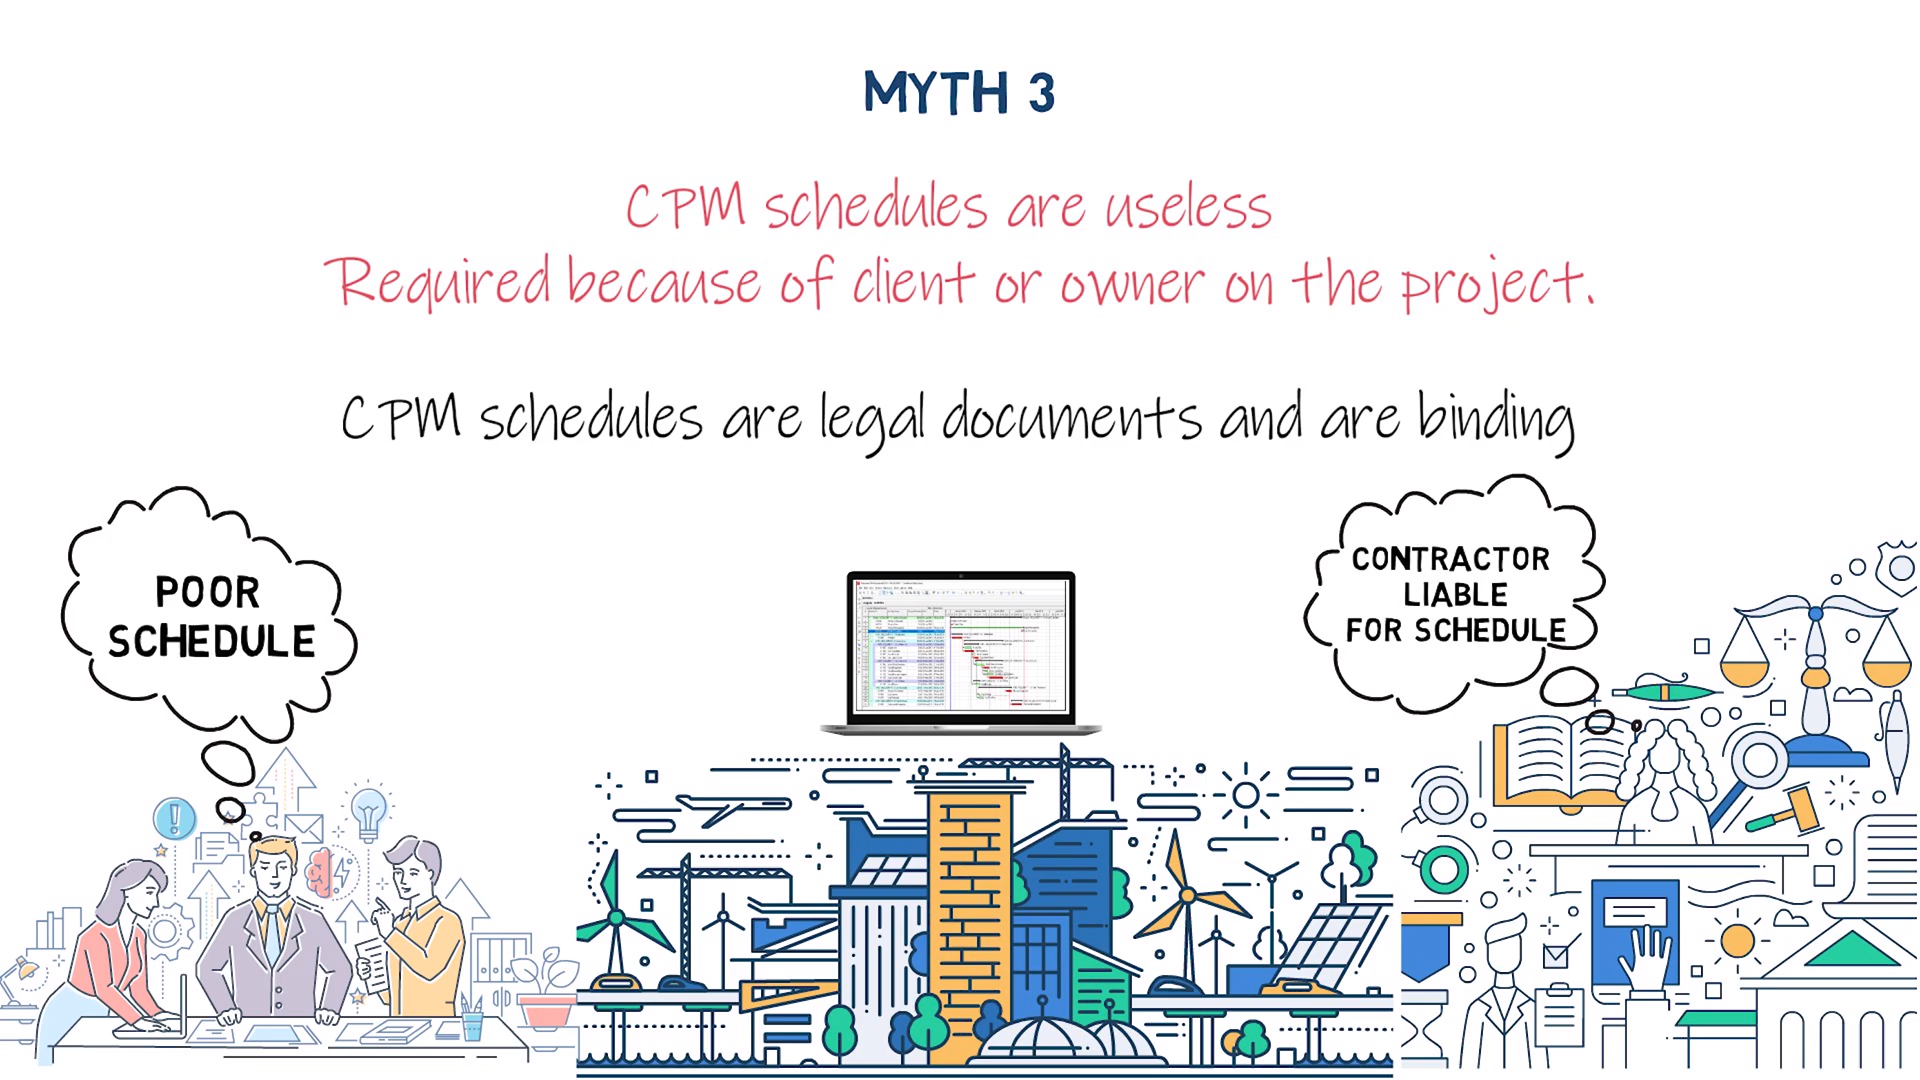 MYTH 3
CPM schedules are useless
Required because of client or owner on the project.
CPM schedules are legal documents and are binding
POOR
SCHEDULE
CONTRACTOR
LIABLE
FOR SCHEDULE